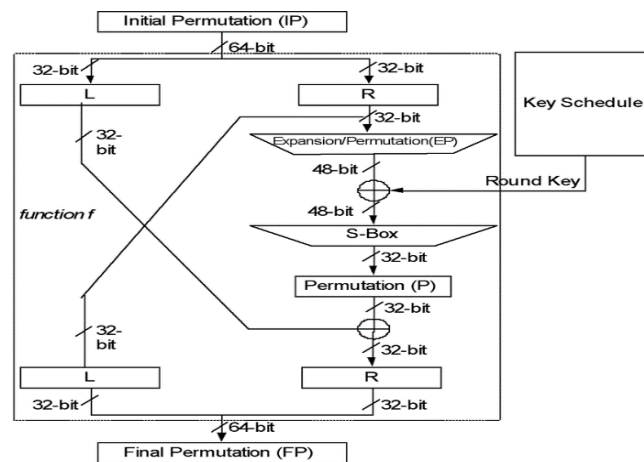 Initial Permutation (IP)
64-bit
32-bit
32-bit
L
R
Key Schedule
32-bit
32-
bit
Expansion/Permutation(EP)
48-bit
Round Key
48-bit
function f
S-Box
32-bit
Permutation (P)
32-bit
32-
bit
32-bit
L
R
32-bit
32-bit
64-bit
Final Permutation (FP)